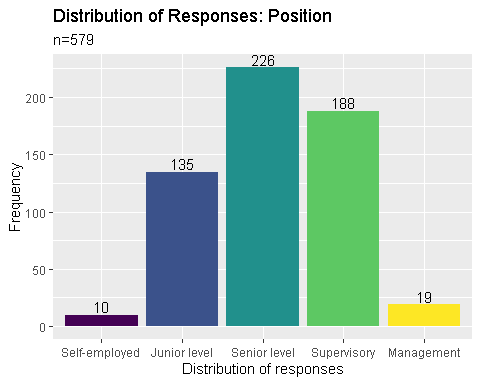 Distribution of Responses: Position
n=579
226
188
135
19
10
200
150
100
50
0
Frequency
Self-employed Junior level Senior level Supervisory Management
Distribution of responses